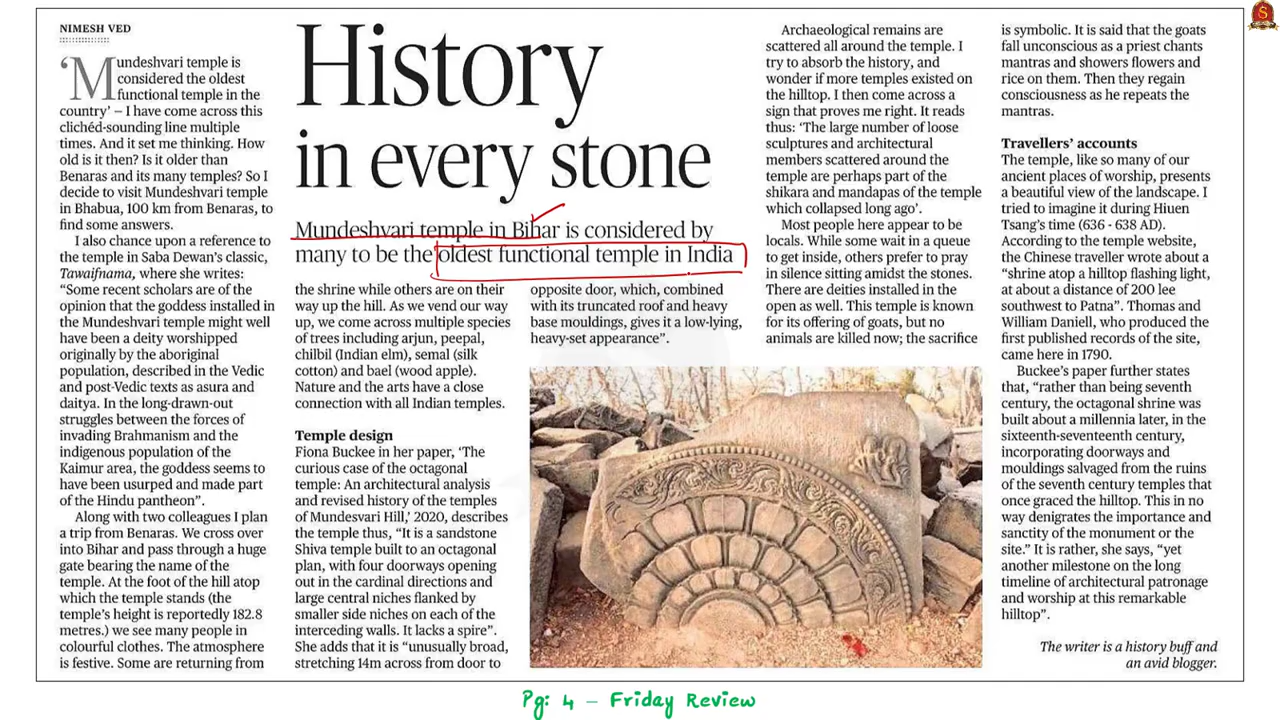 NIMESH VED
‘Mundeshvari temple is
considered the oldest
functional temple in the
country’ – I have come across this
clichéd-sounding line multiple
times. And it set me thinking. How
old is it then? Is it older than
Benaras and its many temples? So I
decide to visit Mundeshvari temple
in Bhabua, 100 km from Benaras, to
find some answers.
I also chance upon a reference to
the temple in Saba Dewan’s classic,
Tawaifnama, where she writes:
“Some recent scholars are of the
opinion that the goddess installed in
the Mundeshvari temple might well
have been a deity worshipped
originally by the aboriginal
population, described in the Vedic
and post-Vedic texts as asura and
daitya. In the long-drawn-out
struggles between the forces of
invading Brahmanism and the
indigenous population of the
Kaimur area, the goddess seems to
have been usurped and made part
of the Hindu pantheon”.
Along with two colleagues I plan
a trip from Benaras. We cross over
into Bihar and pass through a huge
gate bearing the name of the
temple. At the foot of the hill atop
which the temple stands (the
temple’s height is reportedly 182.8
metres.) we see many people in
colourful clothes. The atmosphere
is festive. Some are returning from
History
in every stone
Mundeshvari temple in Bihar is considered by
many to be the oldest functional temple in India
the shrine while others are on their
way up the hill. As we vend our way
up, we come across multiple species
of trees including arjun, peepal,
chilbil (Indian elm), semal (silk
cotton) and bael (wood apple).
Nature and the arts have a close
connection with all Indian temples.
Temple design
Fiona Buckee in her paper, ‘The
curious case of the octagonal
temple: An architectural analysis
and revised history of the temples
of Mundesvari Hill,’ 2020, describes
the temple thus, “It is a sandstone
Shiva temple built to an octagonal
plan, with four doorways opening
out in the cardinal directions and
large central niches flanked by
smaller side niches on each of the
interceding walls. It lacks a spire”.
She adds that it is “unusually broad,
stretching 14m across from door to
opposite door, which, combined
with its truncated roof and heavy
base mouldings, gives it a low-lying,
heavy-set appearance”.
Archaeological remains are
scattered all around the temple. I
try to absorb the history, and
wonder if more temples existed on
the hilltop. I then come across a
sign that proves me right. It reads
thus: ‘The large number of loose
sculptures and architectural
members scattered around the
temple are perhaps part of the
shikara and mandapas of the temple
which collapsed long ago’.
Most people here appear to be
locals. While some wait in a queue
to get inside, others prefer to pray
in silence sitting amidst the stones.
There are deities installed in the
open as well. This temple is known
for its offering of goats, but no
animals are killed now; the sacrifice
is symbolic. It is said that the goats
fall unconscious as a priest chants
mantras and showers flowers and
rice on them. Then they regain
consciousness as he repeats the
mantras.
Travellers’ accounts
The temple, like so many of our
ancient places of worship, presents
a beautiful view of the landscape. I
tried to imagine it during Hiuen
Tsang’s time (636 - 638 AD).
According to the temple website,
the Chinese traveller wrote about a
“shrine atop a hilltop flashing light,
at about a distance of 200 lee
southwest to Patna”. Thomas and
William Daniell, who produced the
first published records of the site,
came here in 1790.
Buckee’s paper further states
that, “rather than being seventh
century, the octagonal shrine was
built about a millennia later, in the
sixteenth-seventeenth century,
incorporating doorways and
mouldings salvaged from the ruins
of the seventh century temples that
once graced the hilltop. This in no
way denigrates the importance and
sanctity of the monument or the
site.” It is rather, she says, “yet
another milestone on the long
timeline of architectural patronage
and worship at this remarkable
hilltop”.
The writer is a history buff and
an avid blogger.
Pg: 4 – Friday Review